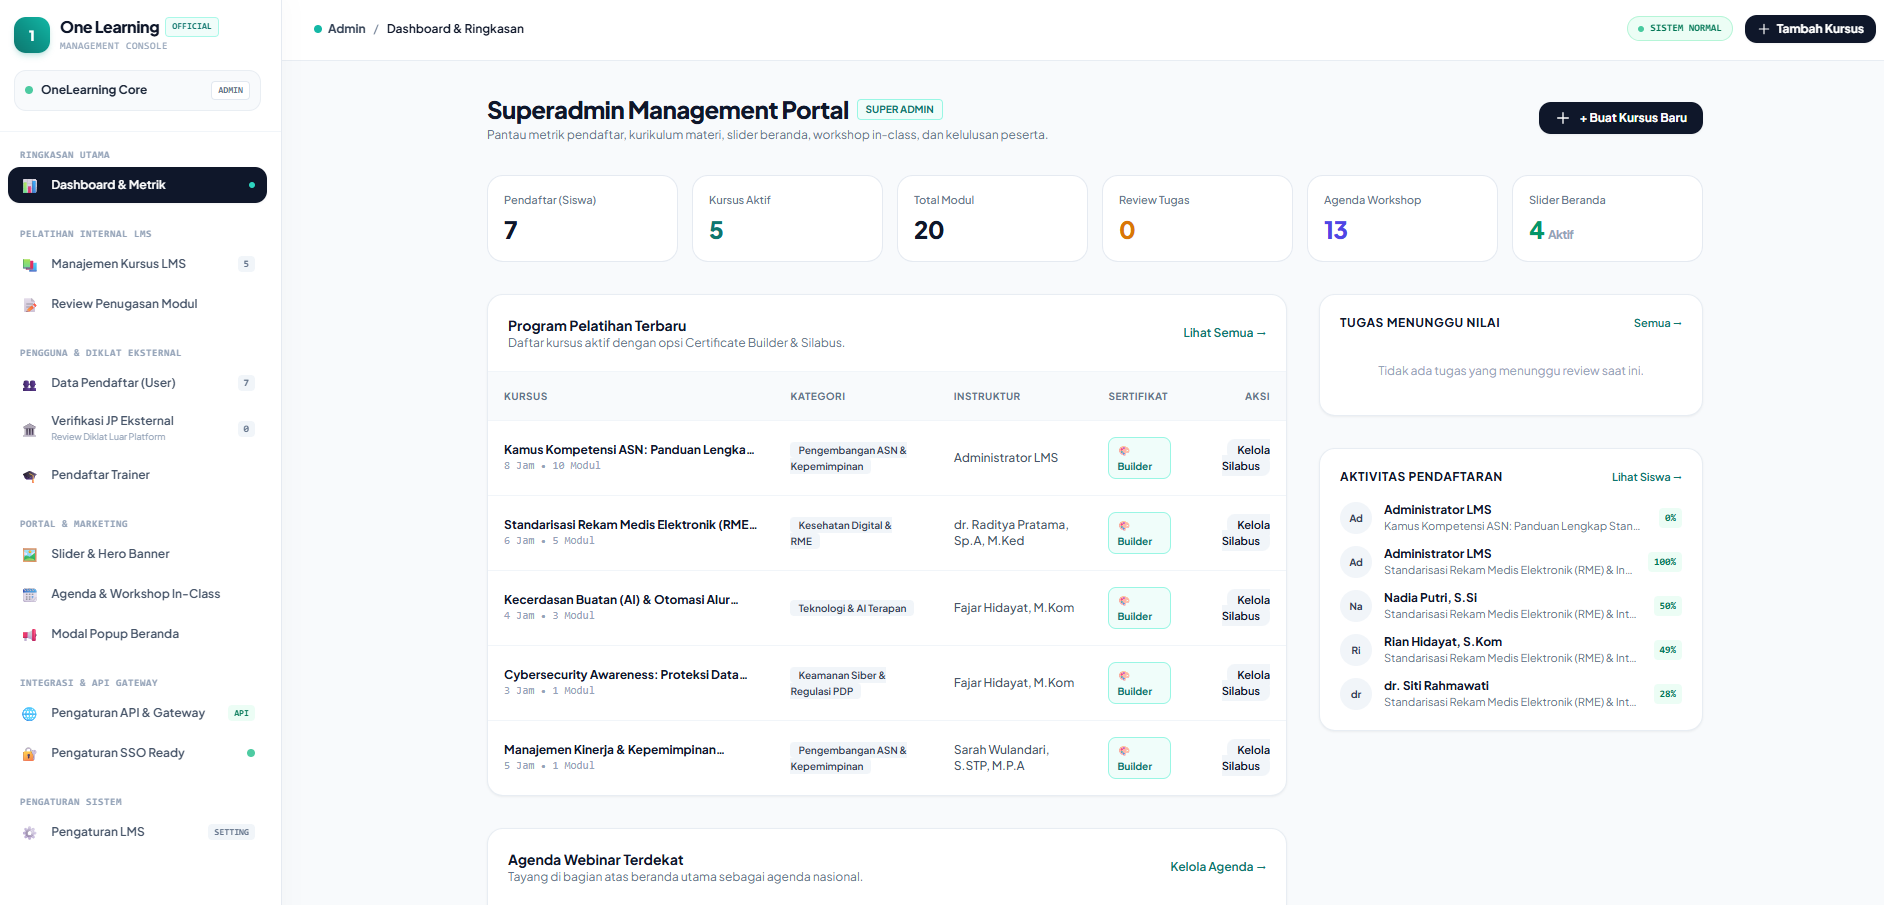 1
One Learning
OFFICIAL
MANAGEMENT CONSOLE
OneLearning Core
ADMIN
RINGKASAN UTAMA
Dashboard & Metrik
PELATIHAN INTERNAL LMS
Manajemen Kursus LMS
5
Review Penugasan Modul
PENGGUNA & DIKLAT EKSTERNAL
Data Pendaftar (User)
7
Verifikasi JP Eksternal
Review Diklat Luar Platform
0
Pendaftar Trainer
PORTAL & MARKETING
Slider & Hero Banner
Agenda & Workshop In-Class
Modal Popup Beranda
INTEGRASI & API GATEWAY
Pengaturan API & Gateway
API
Pengaturan SSO Ready
PENGATURAN SISTEM
Pengaturan LMS
SETTING
Admin / Dashboard & Ringkasan
SISTEM NORMAL
Tambah Kursus
Superadmin Management Portal
SUPER ADMIN
Pantau metrik pendaftar, kurikulum materi, slider beranda, workshop in-class, dan kelulusan peserta.
+ Buat Kursus Baru
Pendaftar (Siswa)
7
Kursus Aktif
5
Total Modul
20
Review Tugas
0
Agenda Workshop
13
Slider Beranda
4 Aktif
Program Pelatihan Terbaru
Daftar kursus aktif dengan opsi Certificate Builder & Silabus.
Lihat Semua →
KURSUS KATEGORI INSTRUKTUR SERTIFIKAT AKSI
Kamus Kompetensi ASN: Panduan Lengka...
8 Jam • 10 Modul
Pengembangan ASN &
Kepemimpinan
Administrator LMS
Builder
Kelola
Silabus
Standarisasi Rekam Medis Elektronik (RME...
6 Jam • 5 Modul
Kesehatan Digital &
RME
dr. Raditya Pratama,
Sp.A, M.Ked
Builder
Kelola
Silabus
Kecerdasan Buatan (AI) & Otomasi Alur...
4 Jam • 3 Modul
Teknologi & AI Terapan
Fajar Hidayat, M.Kom
Builder
Kelola
Silabus
Cybersecurity Awareness: Proteksi Data...
3 Jam • 1 Modul
Keamanan Siber &
Regulasi PDP
Fajar Hidayat, M.Kom
Builder
Kelola
Silabus
Manajemen Kinerja & Kepemimpinan...
5 Jam • 1 Modul
Pengembangan ASN &
Kepemimpinan
Sarah Wulandari,
S.STP, M.P.A
Builder
Kelola
Silabus
Agenda Webinar Terdekat
Tayang di bagian atas beranda utama sebagai agenda nasional.
Kelola Agenda →
TUGAS MENUNGGU NILAI
Semua →
Tidak ada tugas yang menunggu review saat ini.
AKTIVITAS PENDAFTARAN
Lihat Siswa →
Ad
Administrator LMS
Kamus Kompetensi ASN: Panduan Lengkap Stan...
0%
Ad
Administrator LMS
Standarisasi Rekam Medis Elektronik (RME) & In...
100%
Na
Nadia Putri, S.Si
Standarisasi Rekam Medis Elektronik (RME) & Int...
50%
Ri
Rian Hidayat, S.Kom
Standarisasi Rekam Medis Elektronik (RME) & Int...
49%
dr
dr. Siti Rahmawati
Standarisasi Rekam Medis Elektronik (RME) & Int...
28%